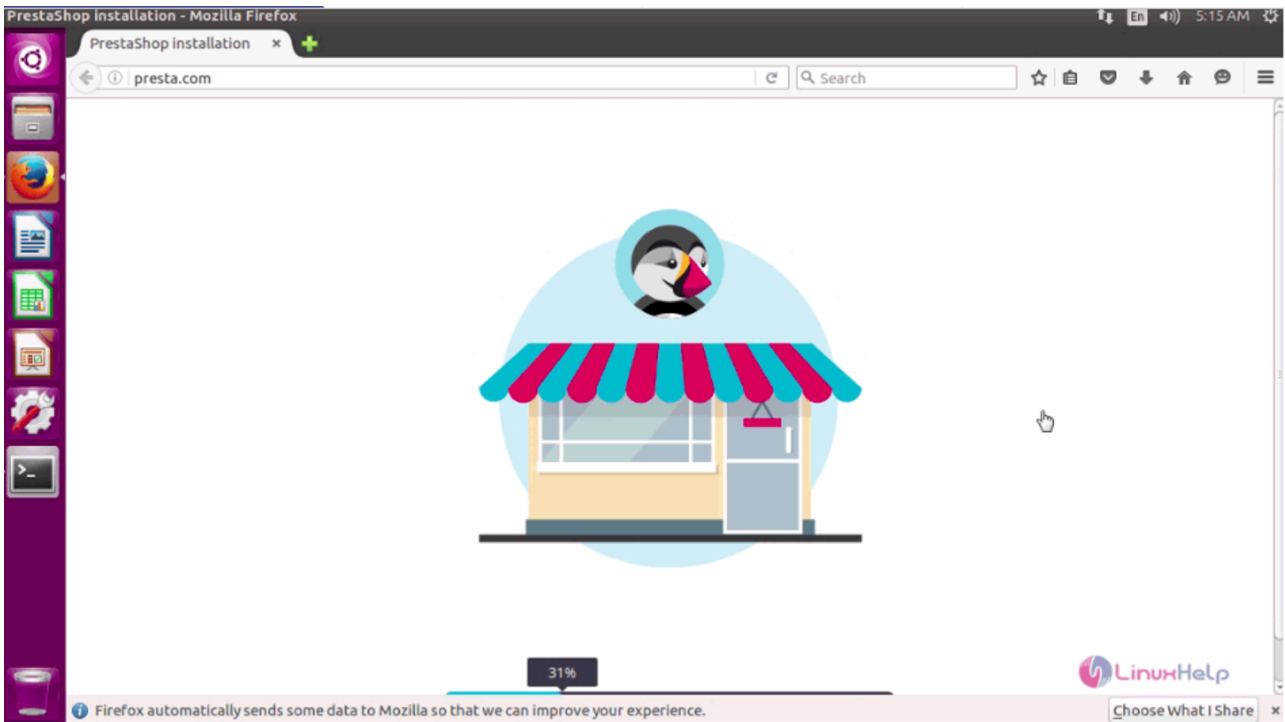 PrestaShop installation - Mozilla Firefox
En 5:15 AM
PrestaShop installation ×
presta.com
Search
31%
LinuxHelp
Firefox automatically sends some data to Mozilla so that we can improve your experience.
Choose What I Share ×